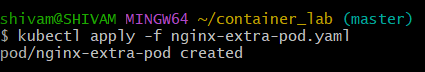 shivam@SHIVAM MINGW64 ~/container_lab (master)
$ kubectl apply -f nginx-extra-pod.yaml
pod/nginx-extra-pod created